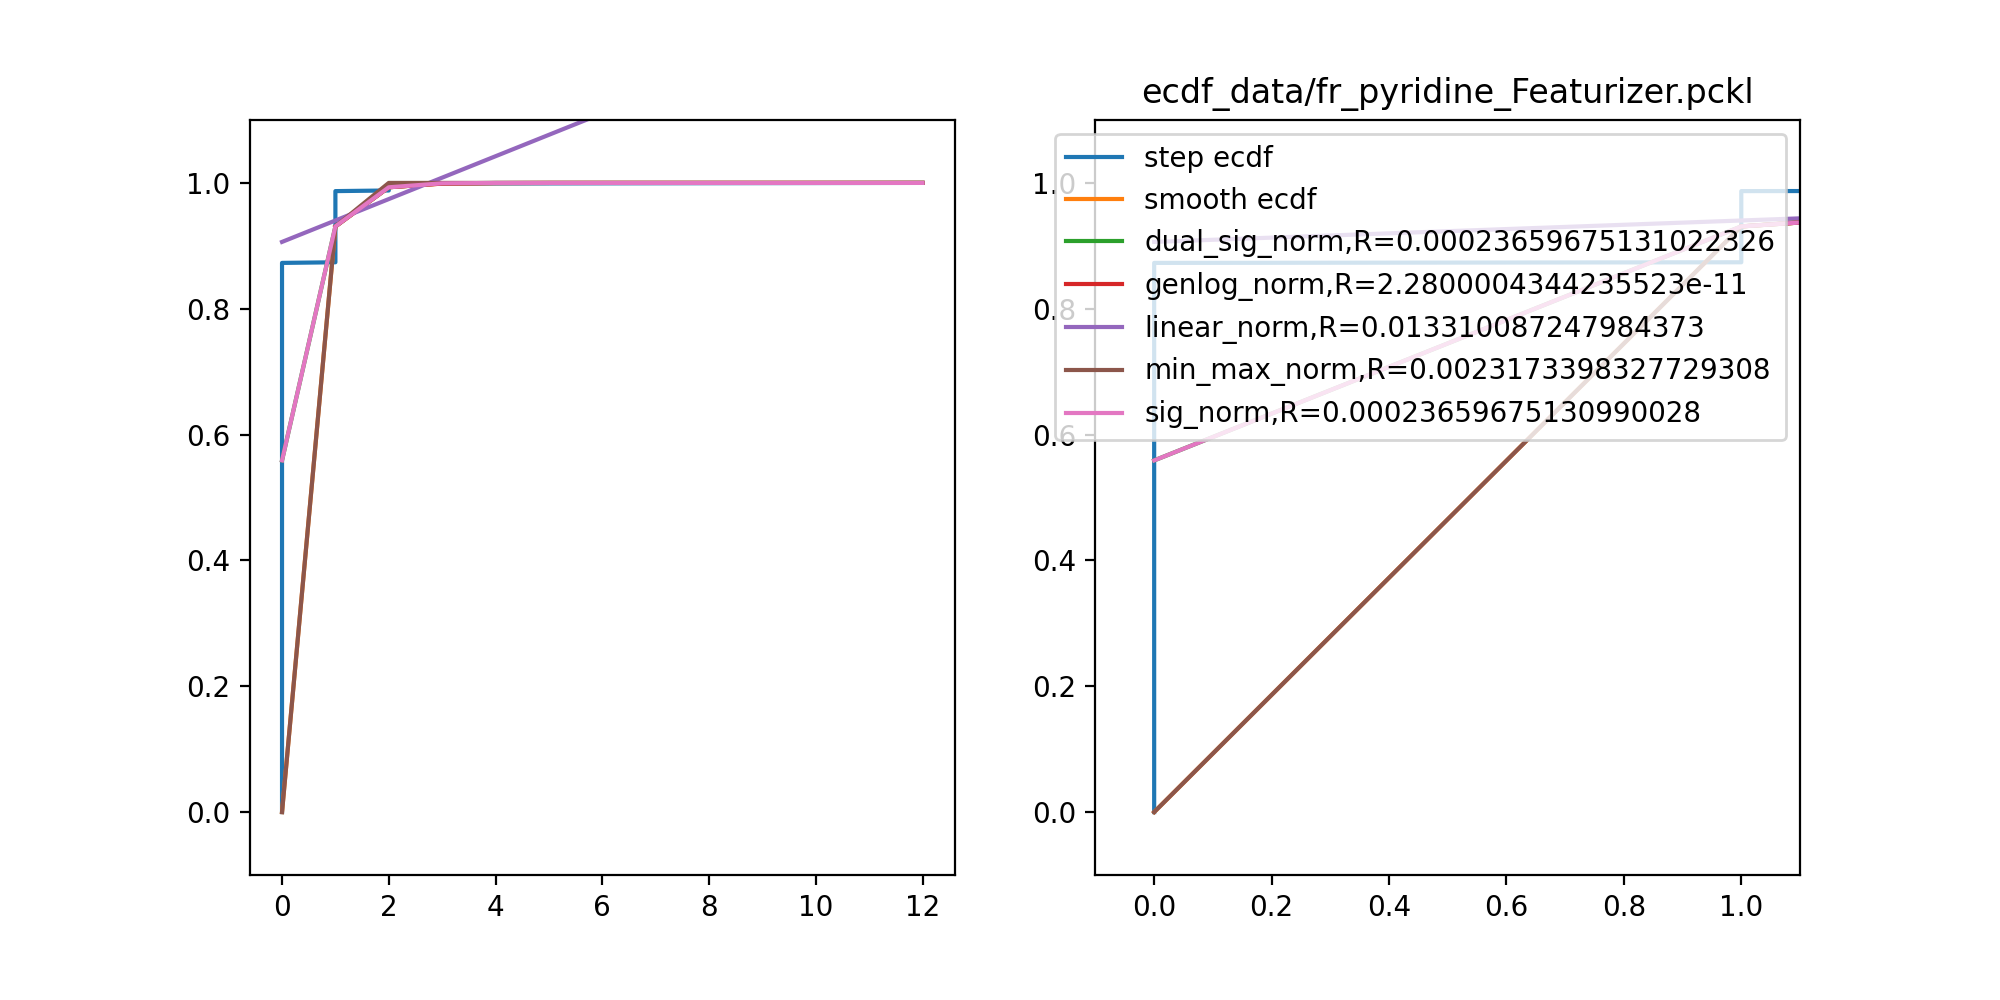 1.0
0.8
0.6
0.4
0.2
0.0
0 2 4 6 8 10 12
ecdf_data/fr_pyridine_Featurizer.pckl
step ecdf
smooth ecdf
dual_sig_norm,R=0.00023659675131022326
genlog_norm,R=2.2800004344235523e-11
linear_norm,R=0.013310087247984373
min_max_norm,R=0.0023173398327729308
sig_norm,R=0.00023659675130990028
1.0
0.8
0.6
0.4
0.2
0.0
0.0 0.2 0.4 0.6 0.8 1.0